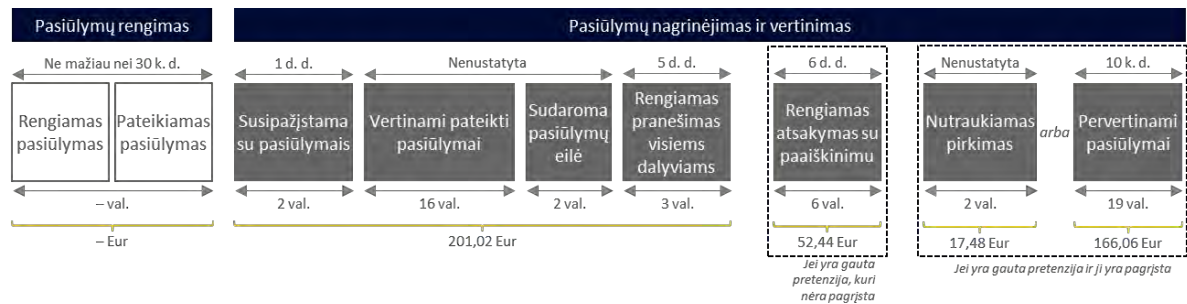 Pasiūlymų rengimas
Pasiūlymų nagrinėjimas ir vertinimas
Ne mažiau nei 30 k. d.
1 d. d.
Nenustatyta
5 d. d.
6 d. d.
Nenustatyta
10 k. d.
Rengiamas
pasiūlymas
Pateikiamas
pasiūlymas
Susipažįstama
su pasiūlymais
Vertinami pateikti
pasiūlymai
Sudaroma
pasiūlymų
eilė
Rengiamas
pranešimas
visiems
dalyviams
Rengiamas
atsakymas su
paaiškinimu
Nutraukiamas
pirkimas
arba
Pervertinami
pasiūlymai
– val.
2 val.
16 val.
2 val.
3 val.
6 val.
2 val.
19 val.
– Eur
201,02 Eur
52,44 Eur
17,48 Eur
166,06 Eur
Jei yra gauta
pretenzija, kuri
nėra pagrįsta
Jei yra gauta pretenzija ir ji yra pagrįsta